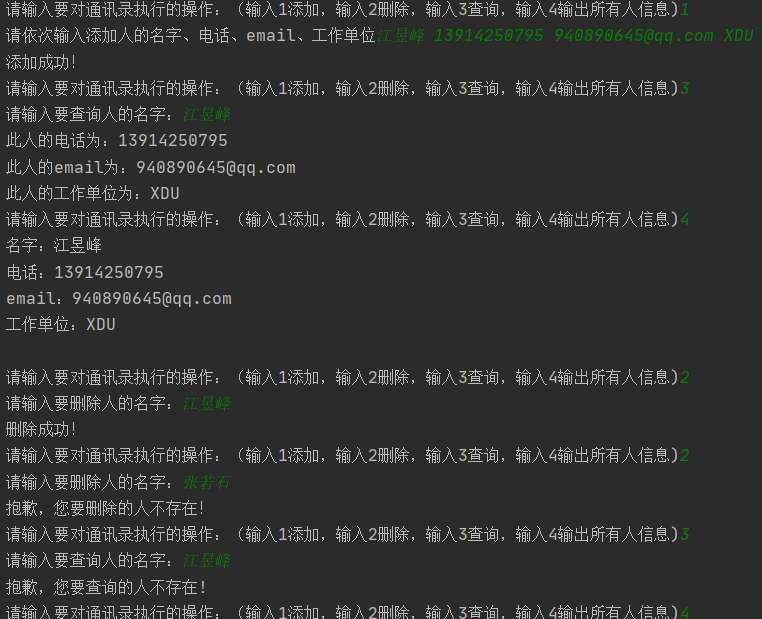 请输入要对通讯录执行的操作：（输入1添加，输入2删除，输入3查询，输入4输出所有人信息)1
请依次输入添加人的名字、电话、email、工作单位江昱峰 13914250795 940890645@qq.com XDU
添加成功！
请输入要对通讯录执行的操作：（输入1添加，输入2删除，输入3查询，输入4输出所有人信息)3
请输入要查询人的名字：江昱峰
此人的电话为：13914250795
此人的email为：940890645@qq.com
此人的工作单位为：XDU
请输入要对通讯录执行的操作：（输入1添加，输入2删除，输入3查询，输入4输出所有人信息)4
名字：江昱峰
电话：13914250795
email：940890645@qq.com
工作单位：XDU
请输入要对通讯录执行的操作：（输入1添加，输入2删除，输入3查询，输入4输出所有人信息)2
请输入要删除人的名字：江昱峰
删除成功！
请输入要对通讯录执行的操作：（输入1添加，输入2删除，输入3查询，输入4输出所有人信息)2
请输入要删除人的名字：张若石
抱歉，您要删除的人不存在！
请输入要对通讯录执行的操作：（输入1添加，输入2删除，输入3查询，输入4输出所有人信息)3
请输入要查询人的名字：江昱峰
抱歉，您要查询的人不存在！
请输入要对通讯录执行的操作：（输入1添加，输入2删除，输入3查询，输入4输出所有人信息)4